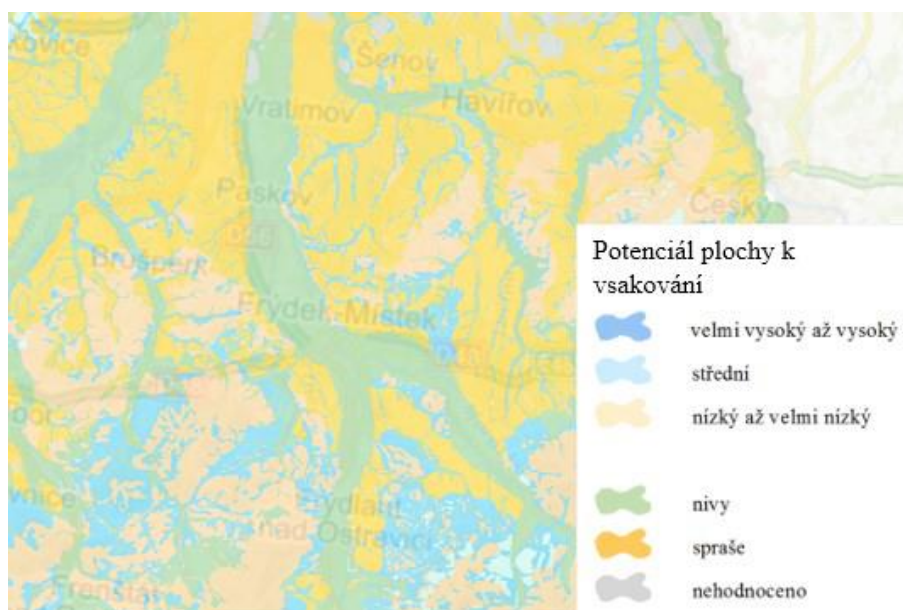 Šenov
Havířov
Vratimov
Paskov
Český
Brušperk
Frýdek-Místek
Frýdlant
nad Ostravicí
Frenštát
Potenciál plochy k
vsakování
velmi vysoký až vysoký
střední
nízký až velmi nízký
nivy
spraše
nehodnoceno